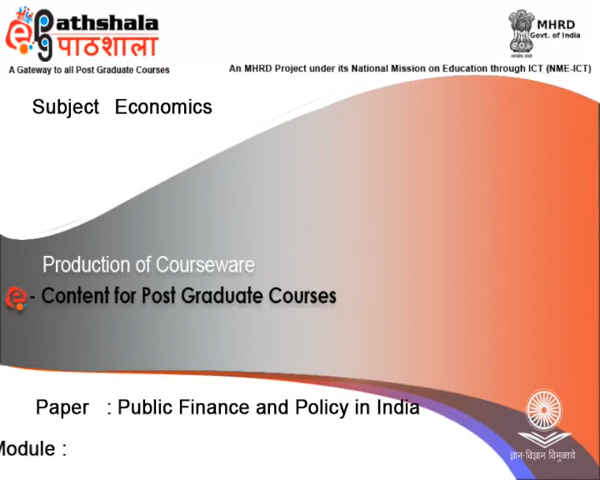 e Pathshala
पाठशाला
A Gateway to all Post Graduate Courses
MHRD
Govt. of India
An MHRD Project under its National Mission on Education through ICT (NME-ICT)
Subject Economics
Production of Courseware
e - Content for Post Graduate Courses
Paper : Public Finance and Policy in India
Module :
ज्ञान-विज्ञान विमुक्तये